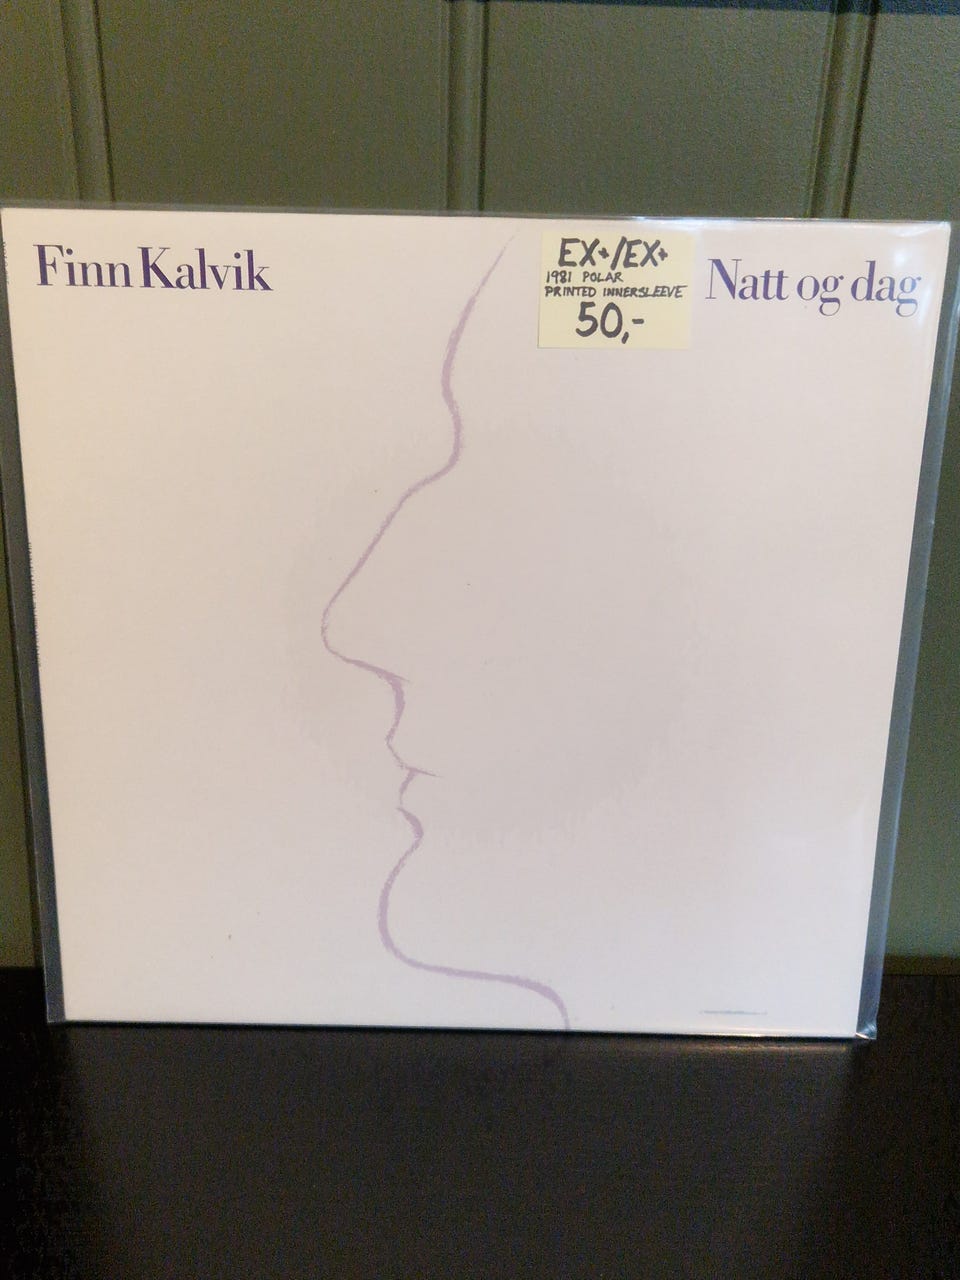 Finn Kalvik
EX+/EX+
1981 POLAR
PRINTED INNERSLEEVE
50,-
Natt og dag